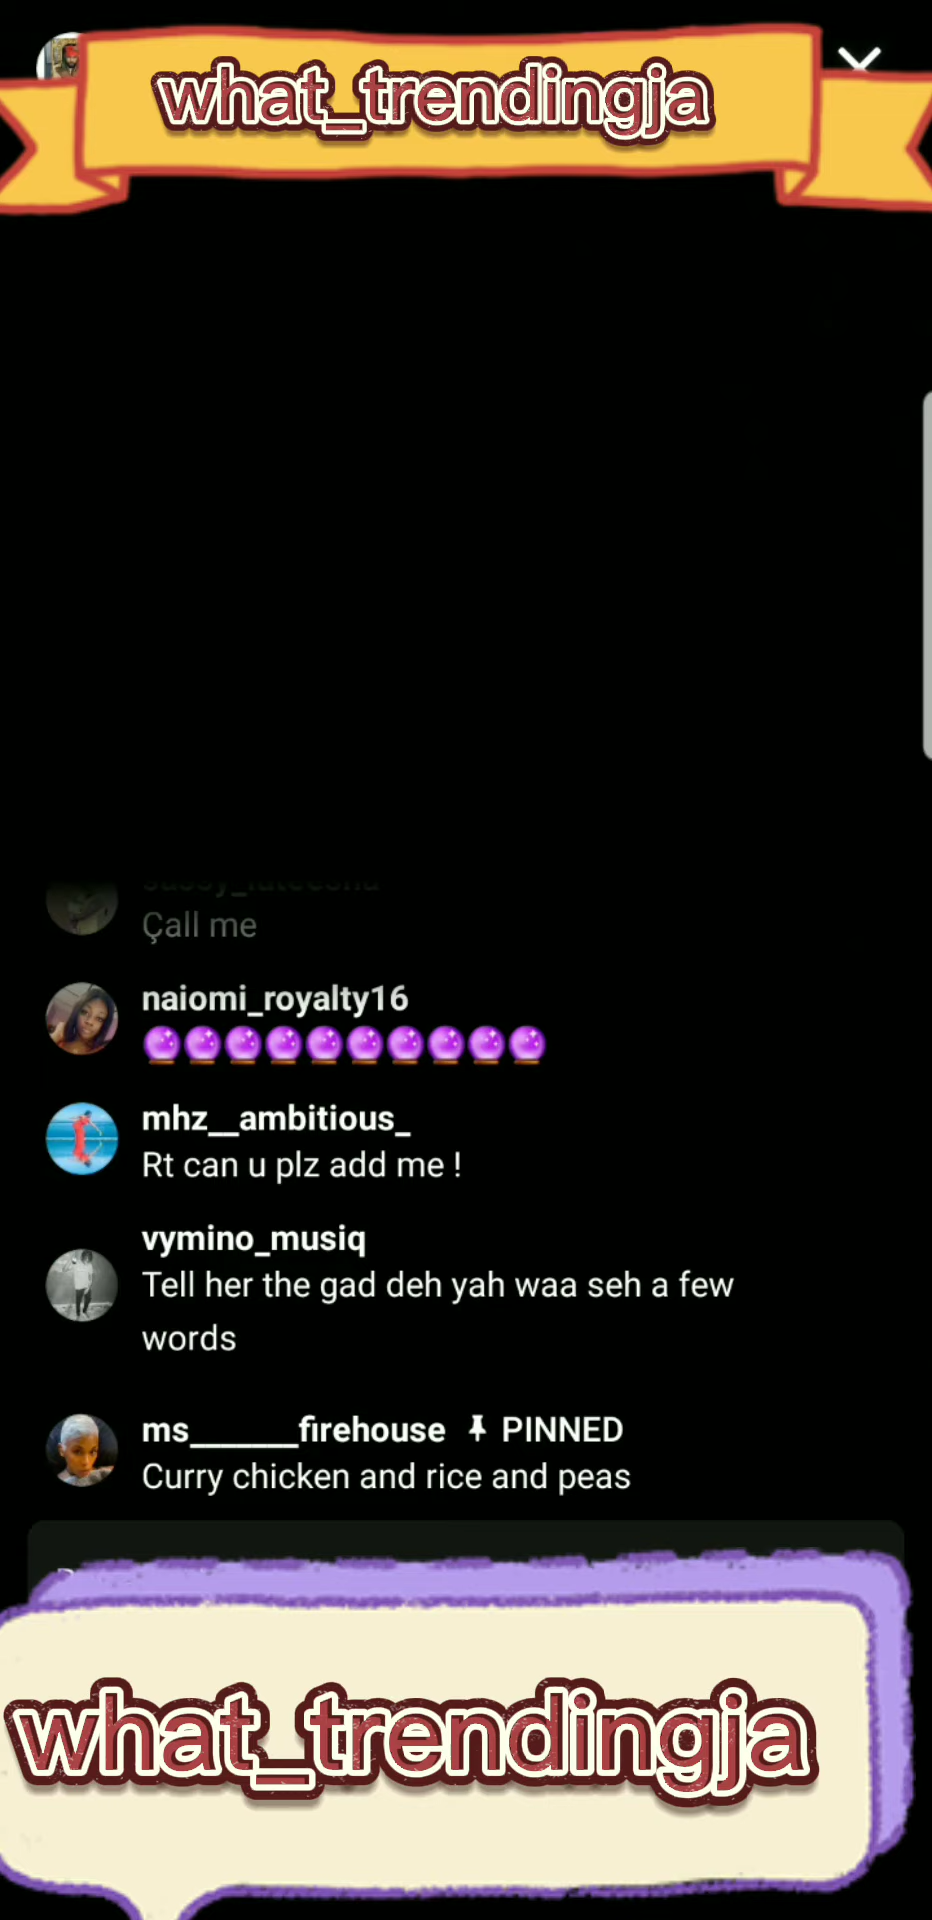 what_trendingja
Çall me
naiomi_royalty16
mhz__ambitious_
Rt can u plz add me !
vymino_musiq
Tell her the gad deh yah waa seh a few
words
ms______firehouse PINNED
Curry chicken and rice and peas
what_trendingja